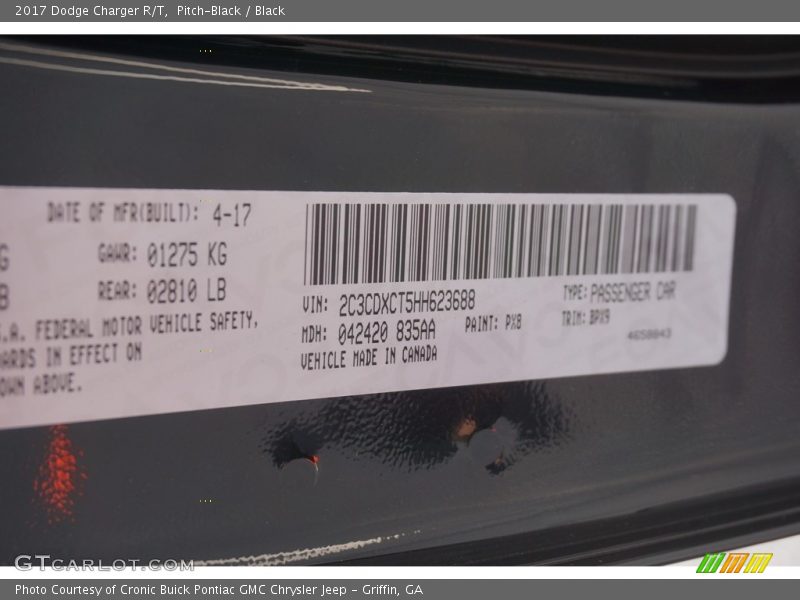 2017 Dodge Charger R/T, Pitch-Black / Black
DATE OF MFR(BUILT): 4-17
G GAWR: 01275 KG
B REAR: 02810 LB
.A. FEDERAL MOTOR VEHICLE SAFETY,
ARDS IN EFFECT ON
OWN ABOVE.
VIN: 2C3CDXCT5HH623688 TYPE: PASSENGER CAR
MDH: 042420 835AA PAINT: PX8 TRIM: BPX9
VEHICLE MADE IN CANADA 4658843
GTCARLOT.COM
Photo Courtesy of Cronic Buick Pontiac GMC Chrysler Jeep - Griffin, GA